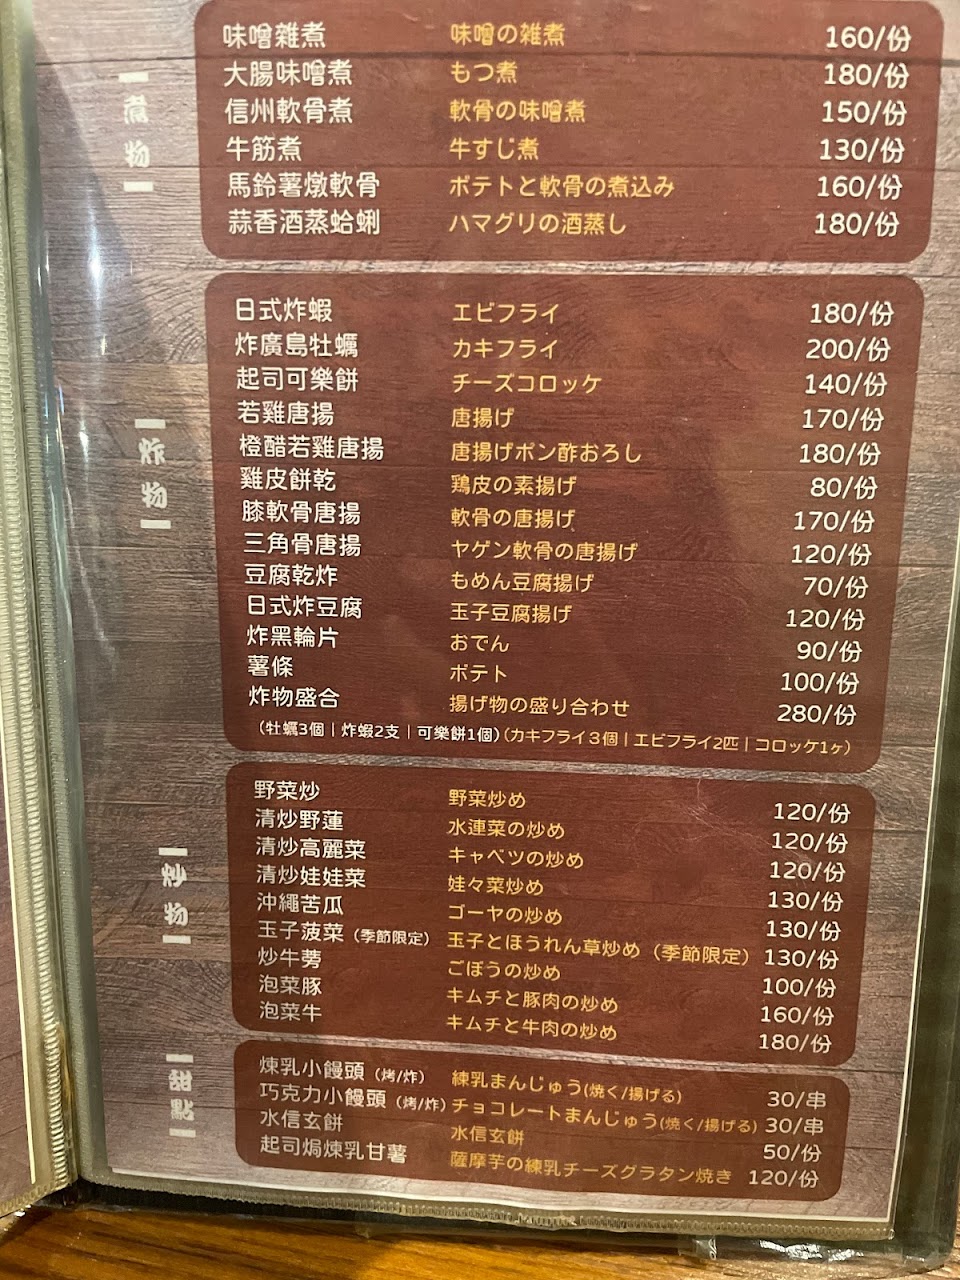 煮物
味噌雜煮 味噌の雑煮 160/份
大腸味噌煮 もつ煮 180/份
信州軟骨煮 軟骨の味噌煮 150/份
牛筋煮 牛すじ煮 130/份
馬鈴薯燉軟骨 ボテトと軟骨の煮込み 160/份
蒜香酒蒸蛤蜊 ハマグリの酒蒸し 180/份
炸物
日式炸蝦 エビフライ 180/份
炸廣島牡蠣 カキフライ 200/份
起司可樂餅 チーズコロッケ 140/份
若雞唐揚 唐揚げ 170/份
橙醋若雞唐揚 唐揚げポン酢おろし 180/份
雞皮餅乾 鶏皮の素揚げ 80/份
膝軟骨唐揚 軟骨の唐揚げ 170/份
三角骨唐揚 ヤゲン軟骨の唐揚げ 120/份
豆腐乾炸 もめん豆腐揚げ 70/份
日式炸豆腐 玉子豆腐揚げ 120/份
炸黑輪片 おでん 90/份
薯條 ボテト 100/份
炸物盛合 揚げ物の盛り合わせ 280/份
（牡蠣3個｜炸蝦2支｜可樂餅1個）（カキフライ３個｜エビフライ2匹｜コロッケ1ヶ）
炒物
野菜炒 野菜炒め 120/份
清炒野蓮 水連菜の炒め 120/份
清炒高麗菜 キャベツの炒め 120/份
清炒娃娃菜 娃々菜炒め 130/份
沖繩苦瓜 ゴーヤの炒め 130/份
玉子菠菜（季節限定） 玉子とほうれん草炒め（季節限定） 130/份
炒牛蒡 ごぼうの炒め 100/份
泡菜豚 キムチと豚肉の炒め 160/份
泡菜牛 キムチと牛肉の炒め 180/份
甜點
煉乳小饅頭（烤/炸） 練乳まんじゅう(焼く/揚げる) 30/串
巧克力小饅頭（烤/炸） チョコレートまんじゅう(焼く/揚げる) 30/串
水信玄餅 水信玄餅 50/份
起司焗煉乳甘薯 薩摩芋の練乳チーズグラタン焼き 120/份